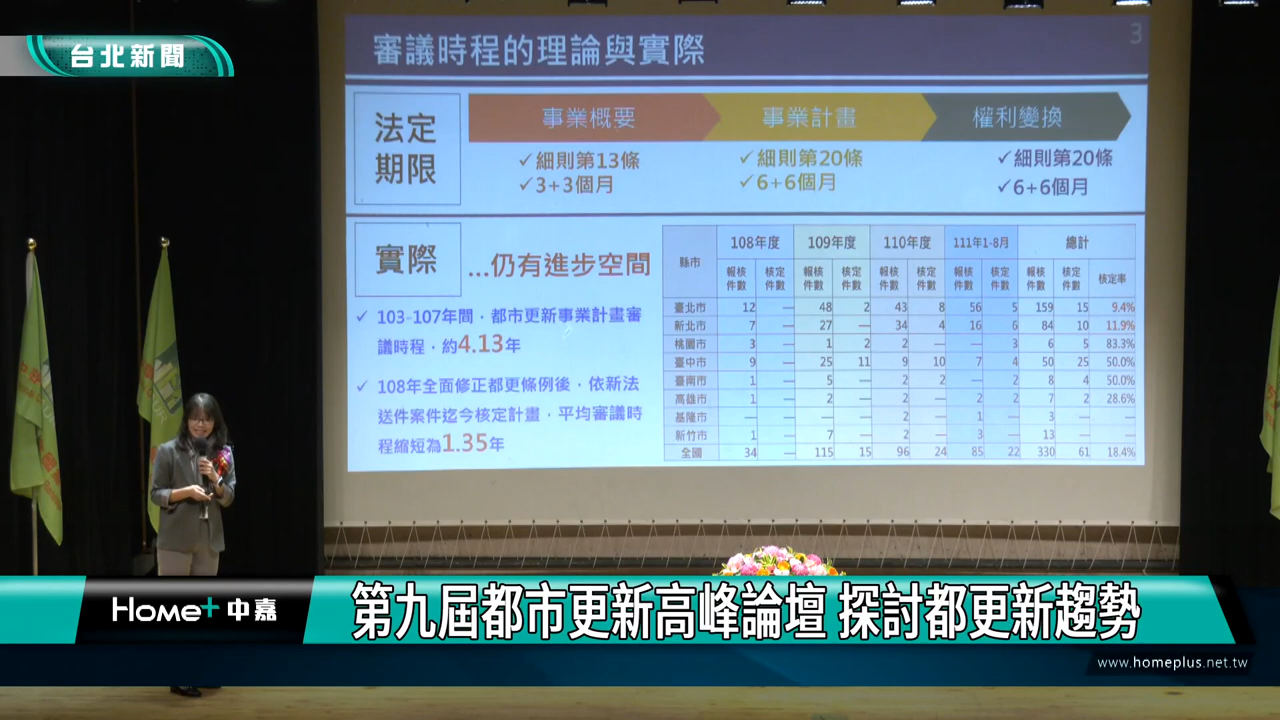 台北新聞
3
審議時程的理論與實際
法定
期限
事業概要 事業計畫 權利變換
✓細則第13條 ✓細則第20條 ✓細則第20條
✓3+3個月 ✓6+6個月 ✓6+6個月
實際
...仍有進步空間
✓ 103-107年間，都市更新事業計畫審
議時程，約4.13年
✓ 108年全面修正都更條例後，依新法
送件案件迄今核定計畫，平均審議時
程縮短為1.35年
縣市 108年度 109年度 110年度 111年1-8月 總計
報核件數 核定件數 報核件數 核定件數 報核件數 核定件數 報核件數 核定件數 報核件數 核定件數 核定率
臺北市 12 — 48 2 43 8 56 5 159 15 9.4%
新北市 7 — 27 — 34 4 16 6 84 10 11.9%
桃園市 3 — 1 2 2 — — 3 6 5 83.3%
臺中市 9 — 25 11 9 10 7 4 50 25 50.0%
臺南市 1 — 5 — 2 2 — 2 8 4 50.0%
高雄市 1 — 2 — 2 — 2 2 7 2 28.6%
基隆市 — — — — 2 — 1 — 3 — —
新竹市 1 — 7 — 2 — 3 — 13 — —
全國 34 — 115 15 96 24 85 22 330 61 18.4%
Home+中嘉
第九屆都市更新高峰論壇 探討都更新趨勢
www.homeplus.net.tw